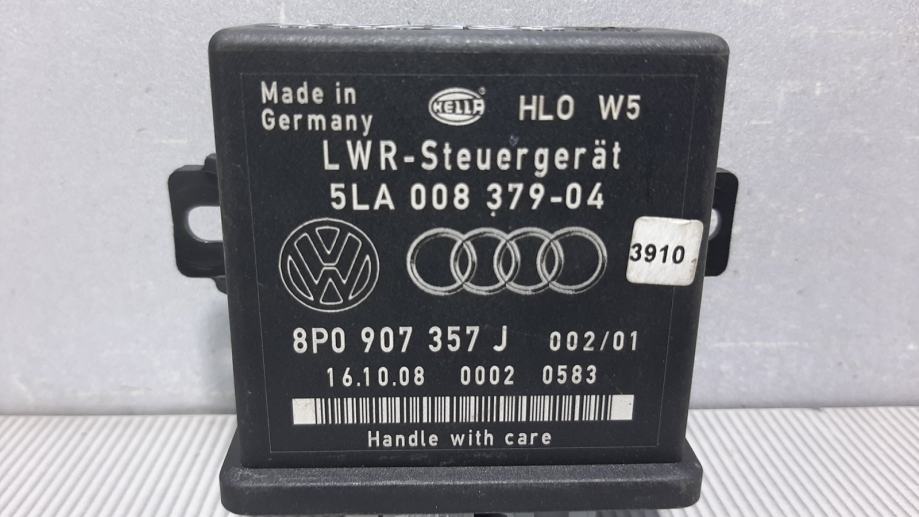 Made in
Germany
HELLA® HLO W5
LWR-Steuergerät
5LA 008 379-04
3910
8P0 907 357 J 002/01
16.10.08 0002 0583
Handle with care